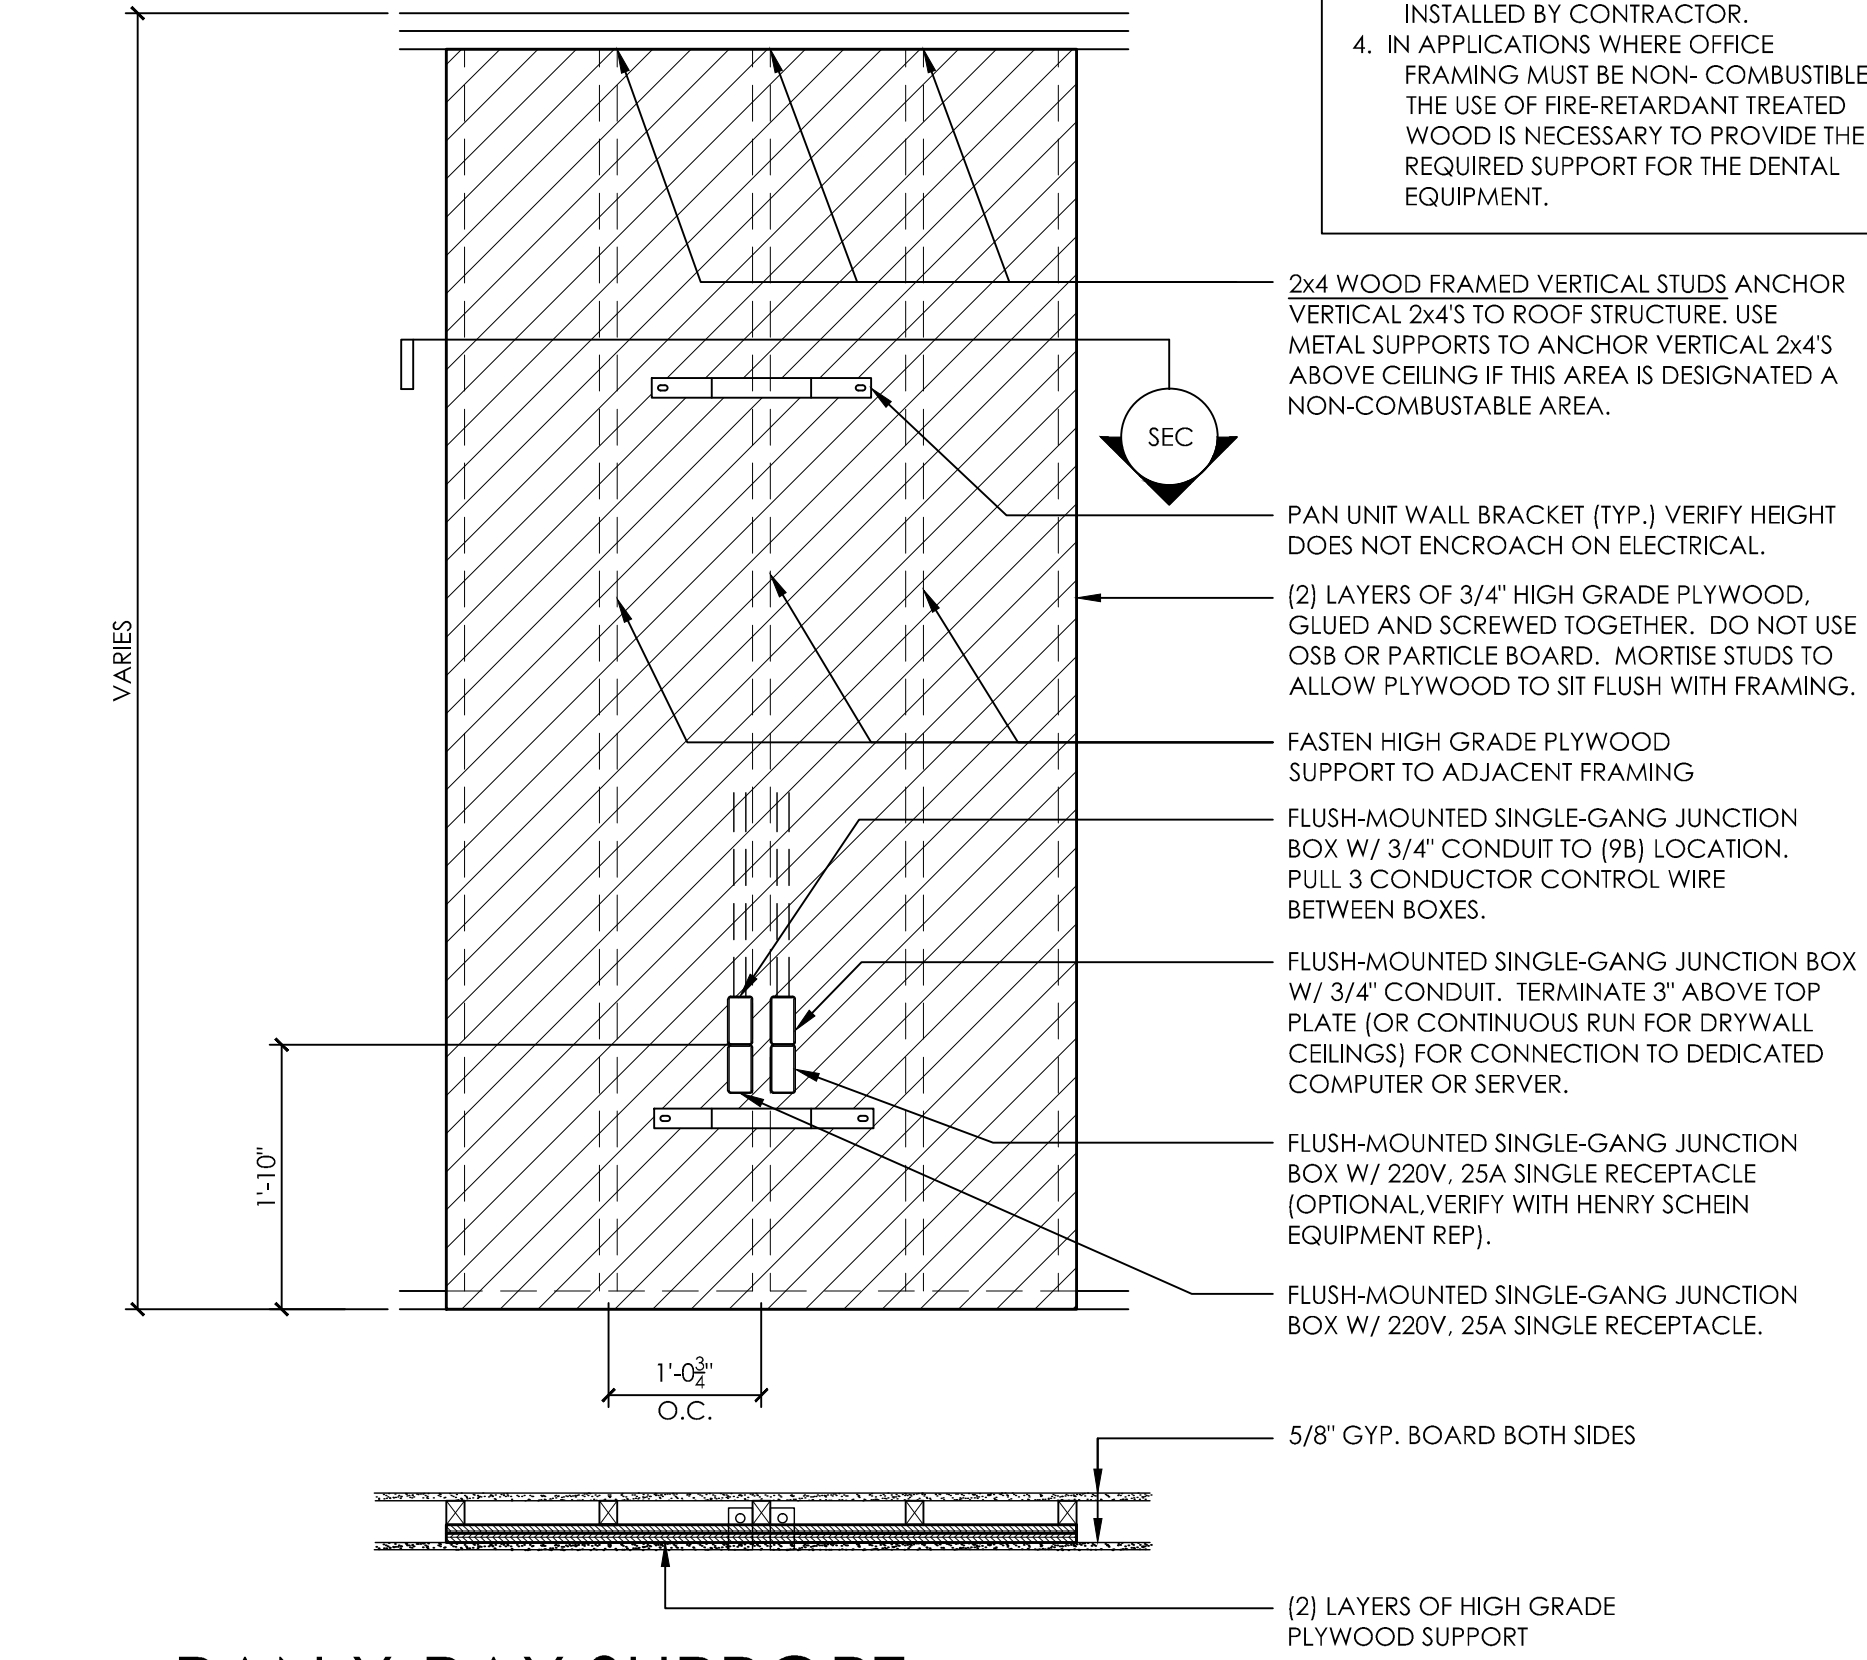 INSTALLED BY CONTRACTOR.
4. IN APPLICATIONS WHERE OFFICE
FRAMING MUST BE NON- COMBUSTIBLE
THE USE OF FIRE-RETARDANT TREATED
WOOD IS NECESSARY TO PROVIDE THE
REQUIRED SUPPORT FOR THE DENTAL
EQUIPMENT.
2x4 WOOD FRAMED VERTICAL STUDS ANCHOR
VERTICAL 2x4'S TO ROOF STRUCTURE. USE
METAL SUPPORTS TO ANCHOR VERTICAL 2x4'S
ABOVE CEILING IF THIS AREA IS DESIGNATED A
NON-COMBUSTABLE AREA.
SEC
PAN UNIT WALL BRACKET (TYP.) VERIFY HEIGHT
DOES NOT ENCROACH ON ELECTRICAL.
(2) LAYERS OF 3/4" HIGH GRADE PLYWOOD,
GLUED AND SCREWED TOGETHER. DO NOT USE
OSB OR PARTICLE BOARD. MORTISE STUDS TO
ALLOW PLYWOOD TO SIT FLUSH WITH FRAMING.
VARIES
FASTEN HIGH GRADE PLYWOOD
SUPPORT TO ADJACENT FRAMING
FLUSH-MOUNTED SINGLE-GANG JUNCTION
BOX W/ 3/4" CONDUIT TO (9B) LOCATION.
PULL 3 CONDUCTOR CONTROL WIRE
BETWEEN BOXES.
FLUSH-MOUNTED SINGLE-GANG JUNCTION BOX
W/ 3/4" CONDUIT. TERMINATE 3" ABOVE TOP
PLATE (OR CONTINUOUS RUN FOR DRYWALL
CEILINGS) FOR CONNECTION TO DEDICATED
COMPUTER OR SERVER.
1'-10"
FLUSH-MOUNTED SINGLE-GANG JUNCTION
BOX W/ 220V, 25A SINGLE RECEPTACLE
(OPTIONAL,VERIFY WITH HENRY SCHEIN
EQUIPMENT REP).
FLUSH-MOUNTED SINGLE-GANG JUNCTION
BOX W/ 220V, 25A SINGLE RECEPTACLE.
1'-0 3/4"
O.C.
5/8" GYP. BOARD BOTH SIDES
(2) LAYERS OF HIGH GRADE
PLYWOOD SUPPORT